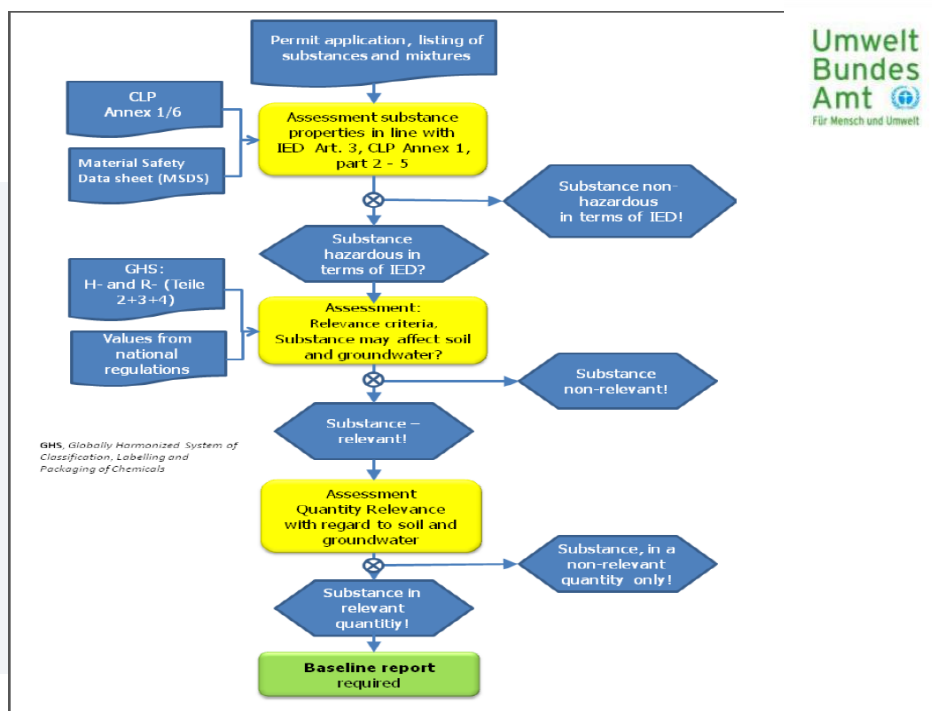 Permit application, listing of
substances and mixtures
Umwelt
Bundes
Amt
Für Mensch und Umwelt
CLP
Annex 1/6
Assessment substance
properties in line with
IED Art. 3, CLP Annex 1,
part 2 - 5
Material Safety
Data sheet (MSDS)
Substance non-
hazardous
in terms of IED!
Substance
hazardous in
terms of IED?
GHS:
H- and R- (Teile
2+3+4)
Assessment:
Relevance criteria,
Substance may affect soil
and groundwater?
Values from
national
regulations
Substance
non-relevant!
Substance –
relevant!
GHS, Globally Harmonized System of
Classification, Labelling and
Packaging of Chemicals
Assessment
Quantity Relevance
with regard to soil and
groundwater
Substance, in a
non-relevant
quantity only!
Substance in
relevant
quantitiy!
Baseline report
required